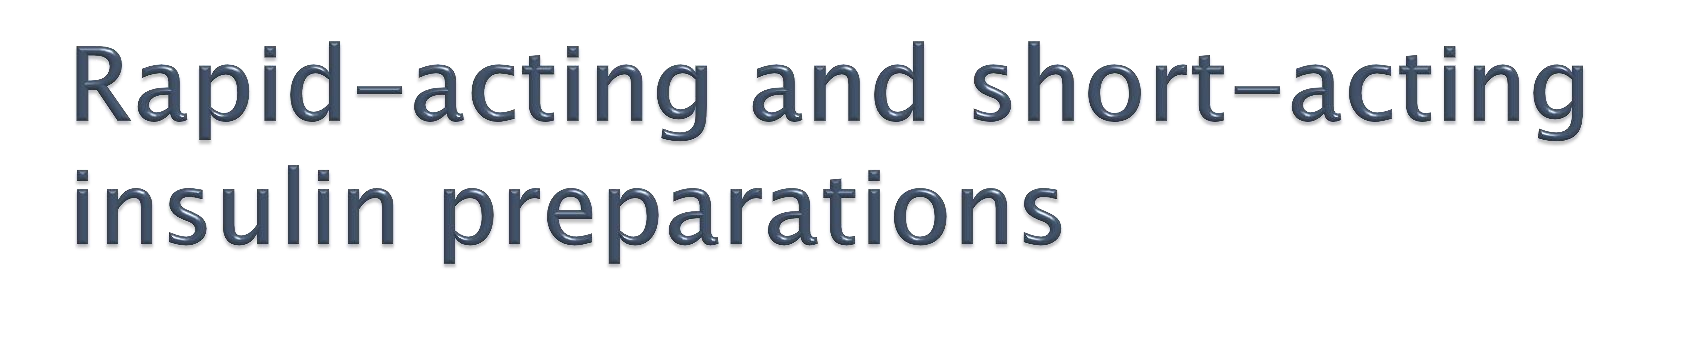 Rapid-acting and short-acting
insulin preparations